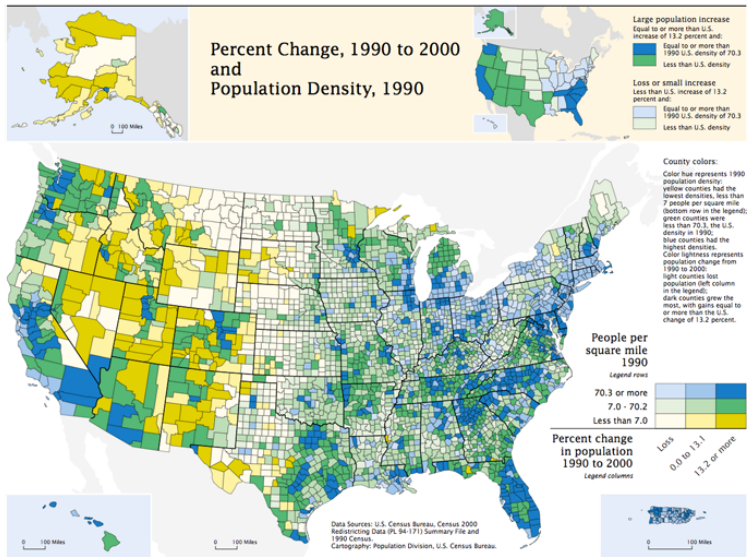 Percent Change, 1990 to 2000
and
Population Density, 1990
Large population increase
Equal to or more than U.S.
increase of 13.2 percent and:
Equal to or more than
1990 U.S. density of 70.3
Less than U.S. density
Loss or small increase
Less than U.S. increase of 13.2
percent and:
Equal to or more than
1990 U.S. density of 70.3
Less than U.S. density
0 100 Miles
County colors:
Color hue represents 1990
population density:
yellow counties had the
lowest densities, less than
7 people per square mile
(bottom row in the legend);
green counties were
less than 70.3, the U.S.
density in 1990;
blue counties had the
highest densities.
Color lightness represents
population change from
1990 to 2000:
light counties lost
population (left column
in the legend);
dark counties grew the
most, with gains equal to
or more than the U.S.
change of 13.2 percent.
People per
square mile
1990
Legend rows
70.3 or more
7.0 - 70.2
Less than 7.0
Percent change
in population
1990 to 2000
Legend columns
Loss
0.0 to 13.1
13.2 or more
0 100 Miles
0 100 Miles
Data Sources: U.S. Census Bureau, Census 2000
Redistricting Data (PL 94-171) Summary File and
1990 Census.
Cartography: Population Division, U.S. Census Bureau.
0 100 Miles